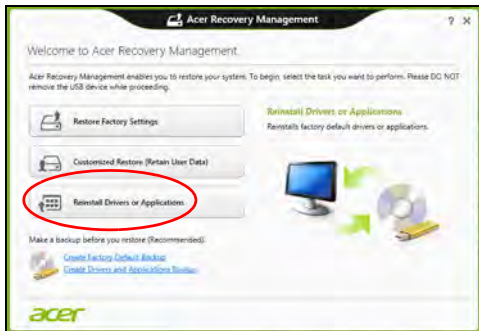 Acer Recovery Management
? ×
Welcome to Acer Recovery Management.
Acer Recovery Management enables you to restore your system. To begin, select the task you want to perform. Please DO NOT
remove the USB device while proceeding.
Restore Factory Settings
Customized Restore (Retain User Data)
Reinstall Drivers or Applications
Reinstall Drivers or Applications
Reinstalls factory default drivers or applications.
Make a backup before you restore (Recommended).
Create Factory Default Backup
Create Drivers and Applications Backup
acer